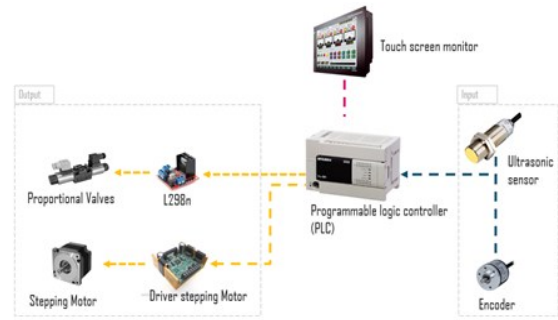 Touch screen monitor
Output
Input
Proportional Valves
L298n
Programmable logic controller
(PLC)
Ultrasonic
sensor
Stepping Motor
Driver stepping Motor
Encoder